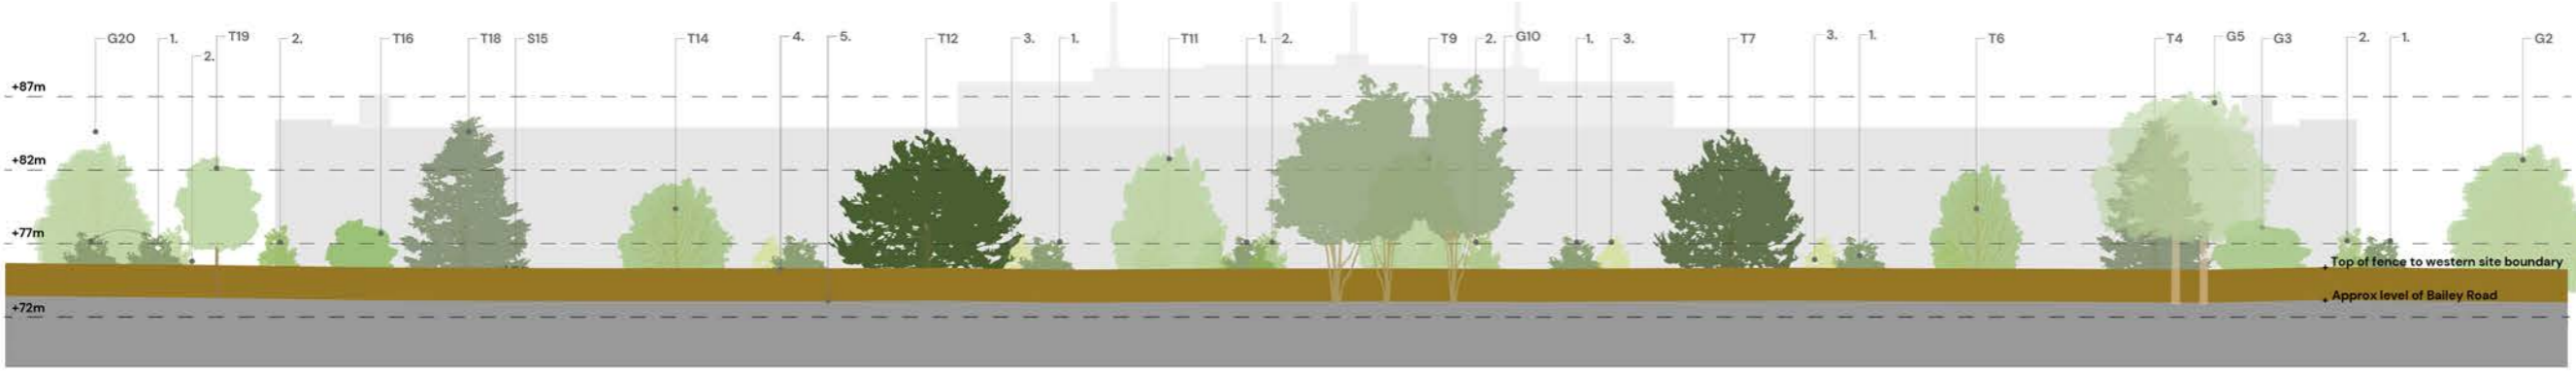 G20 1. T19 2. T16 T18 S15 T14 4. 5. T12 3. 1. T11 1. 2. T9 2. G10 1. 3. T7 3. 1. T6 T4 G5 G3 2. 1. G2
2.
+87m
+82m
+77m
Top of fence to western site boundary
Approx level of Bailey Road
+72m